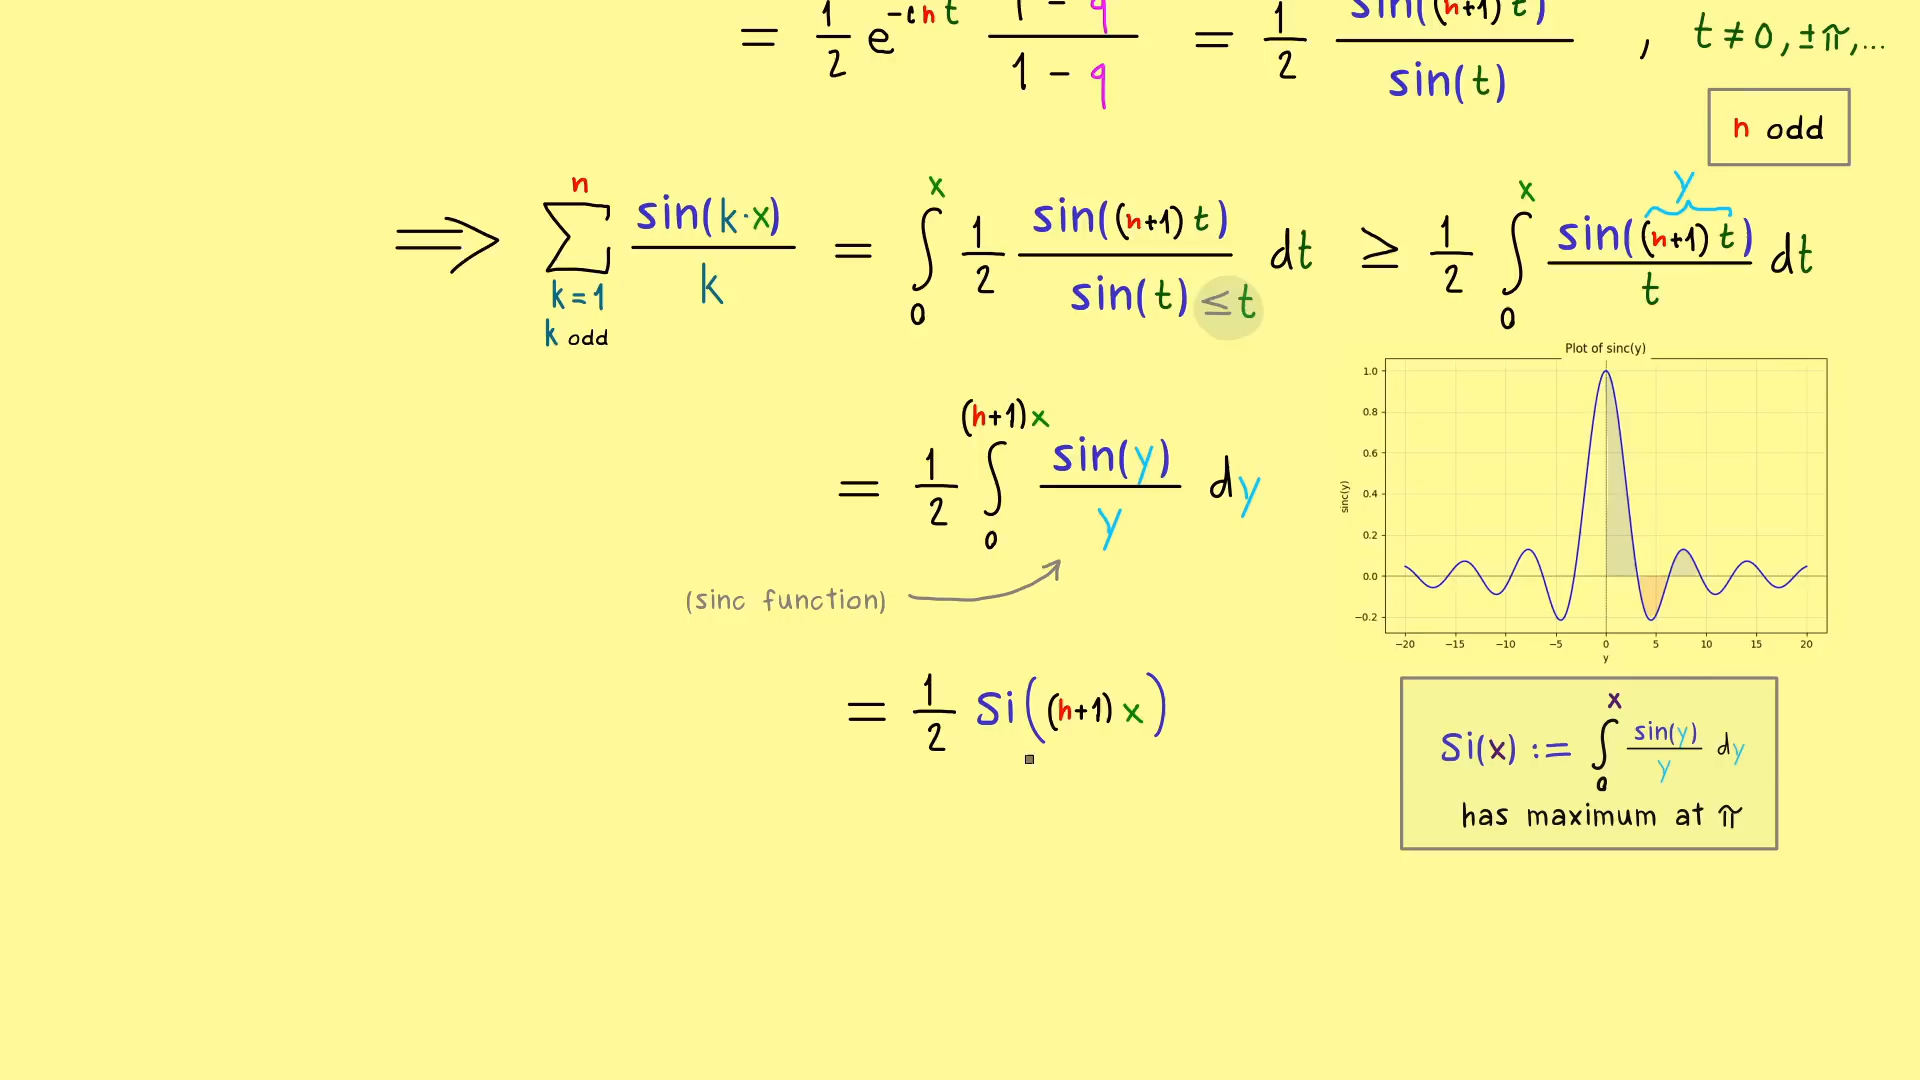 = 1/2 e^(-i n t) (1 - q)/(1 - q) = 1/2 sin((n+1) t)/sin(t) , t ≠ 0, ±π, ...
n odd
⟹ ∑_{k=1, k odd}^{n} sin(k·x)/k = ∫_0^x 1/2 sin((n+1) t)/(sin(t) ≤ t) dt ≥ 1/2 ∫_0^x sin((n+1) t)/t dt
y
Plot of sinc(y)
1.0
0.8
0.6
0.4
0.2
0.0
−0.2
sinc(y)
−20 −15 −10 −5 0 5 10 15 20
y
= 1/2 ∫_0^{(n+1)x} sin(y)/y dy
(sinc function)
= 1/2 Si((n+1) x)
Si(x) := ∫_0^x sin(y)/y dy
has maximum at π